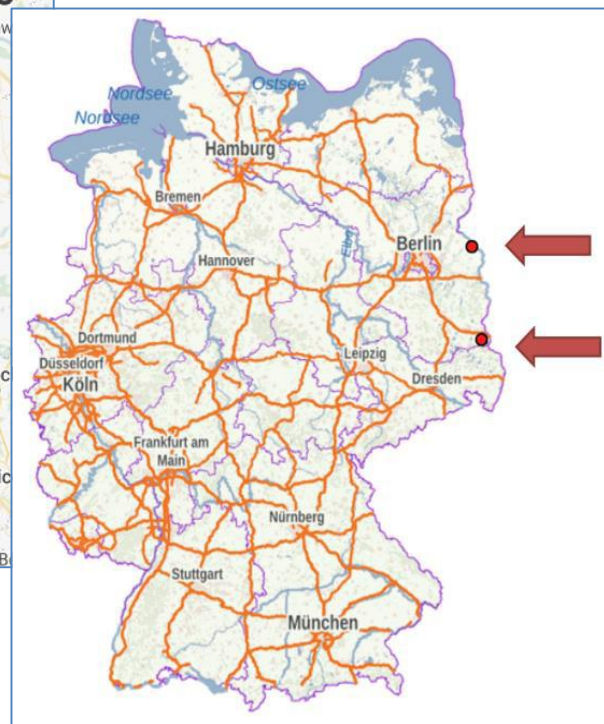 Nordsee
Ostsee
Nordsee
Hamburg
Bremen
Elbe
Berlin
Hannover
Dortmund
Düsseldorf
Leipzig
Köln
Dresden
Frankfurt am
Main
Nürnberg
Stuttgart
München